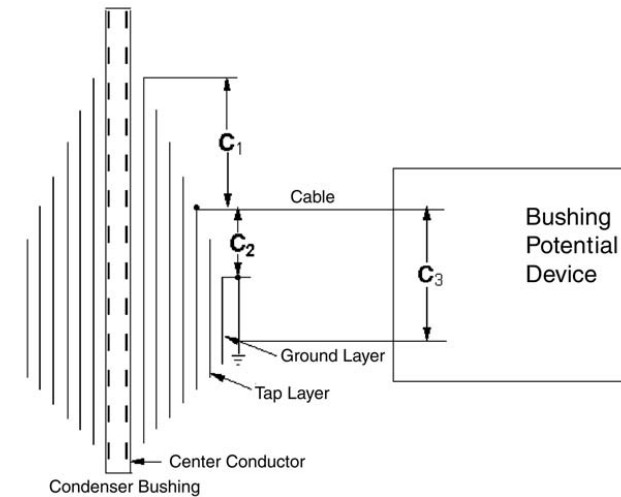 C1
Cable
C2
Bushing
Potential
Device
C3
Ground Layer
Tap Layer
Center Conductor
Condenser Bushing